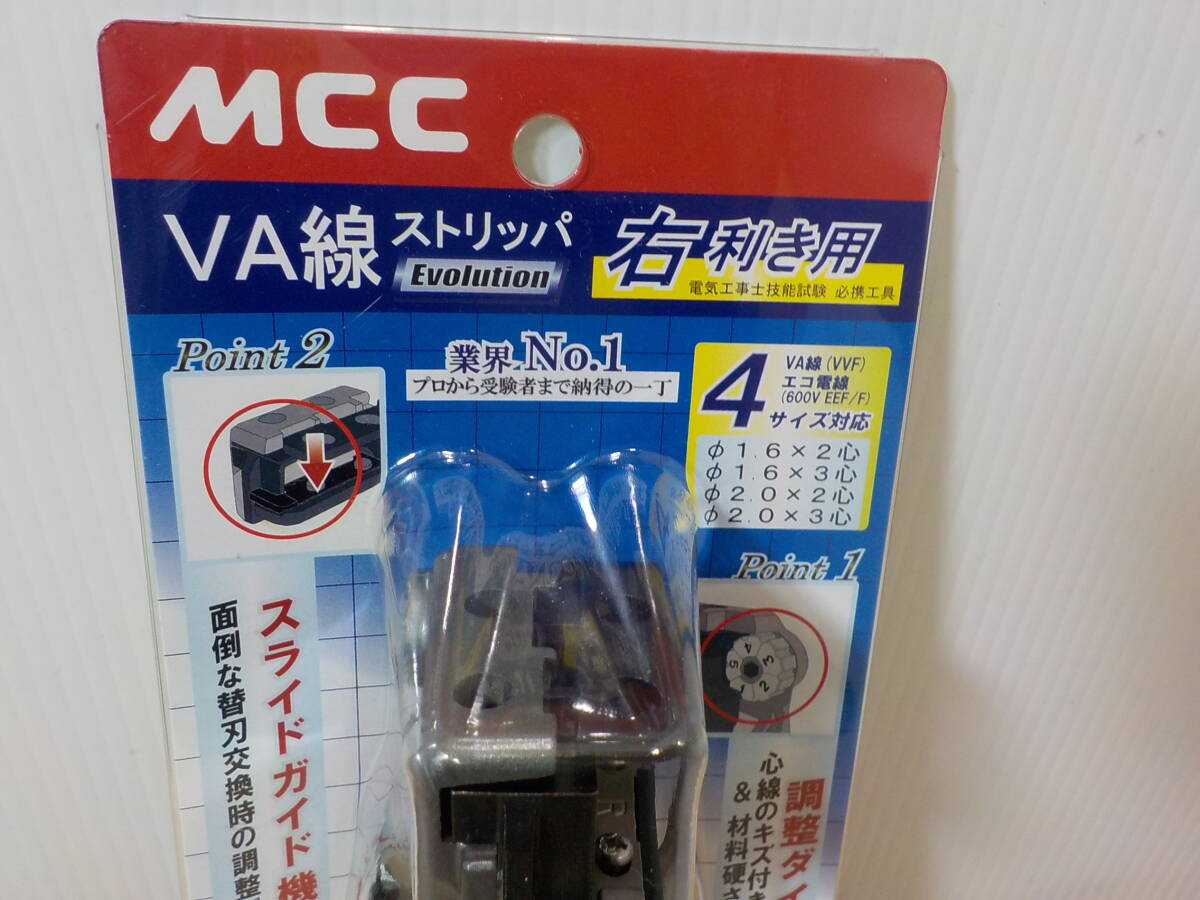 MCC
VA線ストリッパ
Evolution
右利き用
電気工事士技能試験 必携工具
Point 2
業界 No.1
プロから受験者まで納得の一丁
4サイズ対応
VA線(VVF)
エコ電線
(600V EEF/F)
φ1.6×2心
φ1.6×3心
φ2.0×2心
φ2.0×3心
Point 1
5 4 3 2 1
スライドガイド機
面倒な替刃交換時の調整
調整ダイ
心線のキズ付き
& 材料硬さ
R